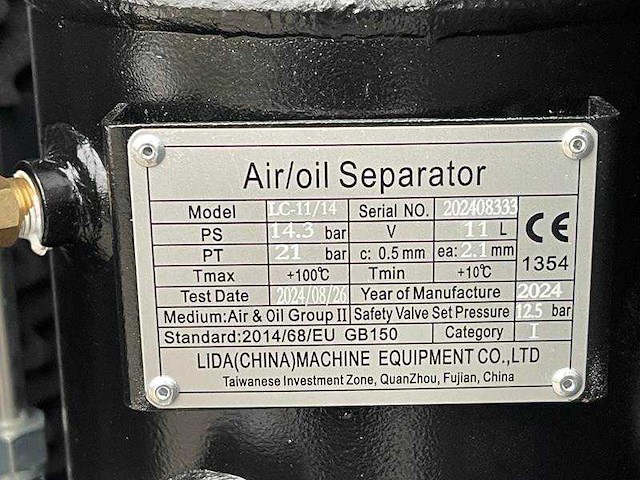 Air/oil Separator
Model LC-11/14 Serial NO. 202408333
PS 14.3 bar V 11 L
PT 21 bar c: 0.5mm ea: 2.1 mm
Tmax +100℃ Tmin +10℃
CE
1354
Test Date 2024/08/26 Year of Manufacture 2024
Medium:Air & Oil Group II Safety Valve Set Pressure 12.5 bar
Standard:2014/68/EU GB150 Category I
LIDA(CHINA)MACHINE EQUIPMENT CO.,LTD
Taiwanese Investment Zone, QuanZhou, Fujian, China